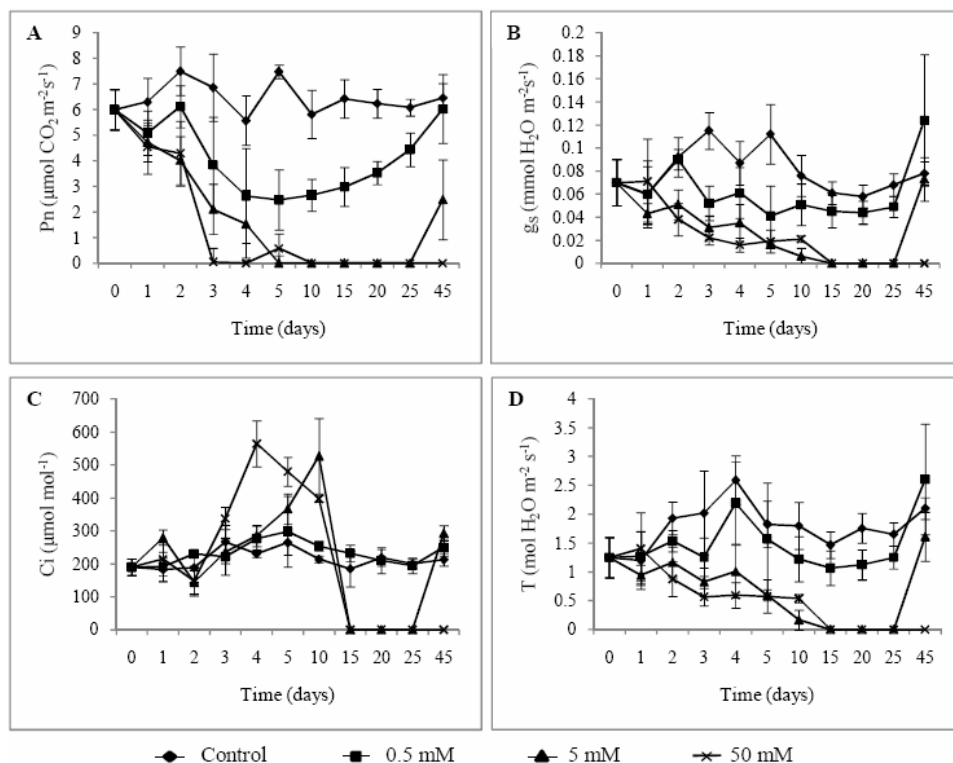 A
Pn (µmol CO2 m-2s-1)
9
8
7
6
5
4
3
2
1
0
0 1 2 3 4 5 10 15 20 25 45
Time (days)
B
gs (mmol H2O m-2s-1)
0.2
0.18
0.16
0.14
0.12
0.1
0.08
0.06
0.04
0.02
0
0 1 2 3 4 5 10 15 20 25 45
Time (days)
C
Ci (µmol mol-1)
700
600
500
400
300
200
100
0
0 1 2 3 4 5 10 15 20 25 45
Time (days)
D
T (mol H2O m-2 s-1)
4
3.5
3
2.5
2
1.5
1
0.5
0
0 1 2 3 4 5 10 15 20 25 45
Time (days)
Control 0.5 mM 5 mM 50 mM